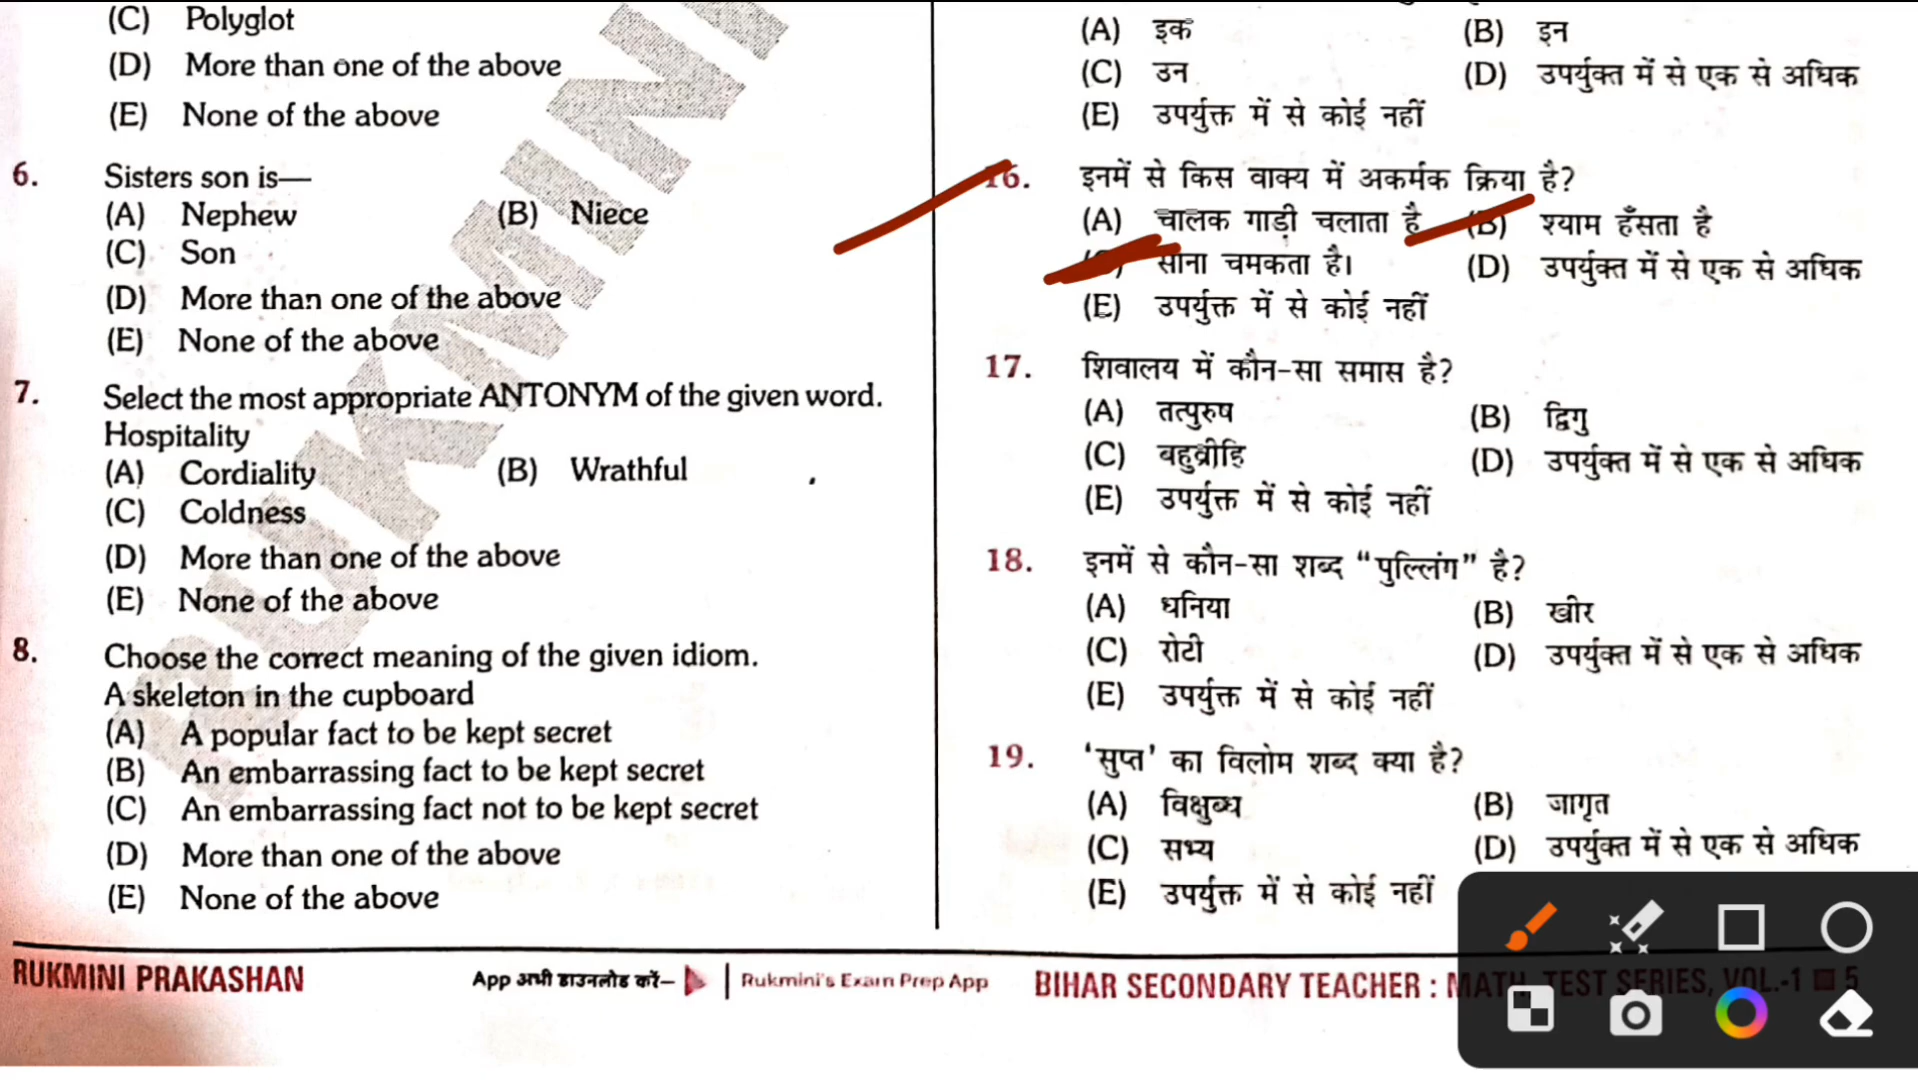 (C) Polyglot
(D) More than one of the above
(E) None of the above
6. Sisters son is—
(A) Nephew (B) Niece
(C) Son
(D) More than one of the above
(E) None of the above
7. Select the most appropriate ANTONYM of the given word.
Hospitality
(A) Cordiality (B) Wrathful
(C) Coldness
(D) More than one of the above
(E) None of the above
8. Choose the correct meaning of the given idiom.
A skeleton in the cupboard
(A) A popular fact to be kept secret
(B) An embarrassing fact to be kept secret
(C) An embarrassing fact not to be kept secret
(D) More than one of the above
(E) None of the above
(A) इक (B) इन
(C) उन (D) उपर्युक्त में से एक से अधिक
(E) उपर्युक्त में से कोई नहीं
16. इनमें से किस वाक्य में अकर्मक क्रिया है?
(A) चालक गाड़ी चलाता है (B) श्याम हँसता है
सोना चमकता है। (D) उपर्युक्त में से एक से अधिक
(E) उपर्युक्त में से कोई नहीं
17. शिवालय में कौन-सा समास है?
(A) तत्पुरुष (B) द्विगु
(C) बहुव्रीहि (D) उपर्युक्त में से एक से अधिक
(E) उपर्युक्त में से कोई नहीं
18. इनमें से कौन-सा शब्द “पुल्लिंग” है?
(A) धनिया (B) खीर
(C) रोटी (D) उपर्युक्त में से एक से अधिक
(E) उपर्युक्त में से कोई नहीं
19. ‘सुप्त’ का विलोम शब्द क्या है?
(A) विक्षुब्ध (B) जागृत
(C) सभ्य (D) उपर्युक्त में से एक से अधिक
(E) उपर्युक्त में से कोई नहीं
RUKMINI PRAKASHAN App अभी डाउनलोड करें– | Rukmini's Exam Prep App BIHAR SECONDARY TEACHER : MATH TEST SERIES, VOL.-1 ■ 5
RUKMINI